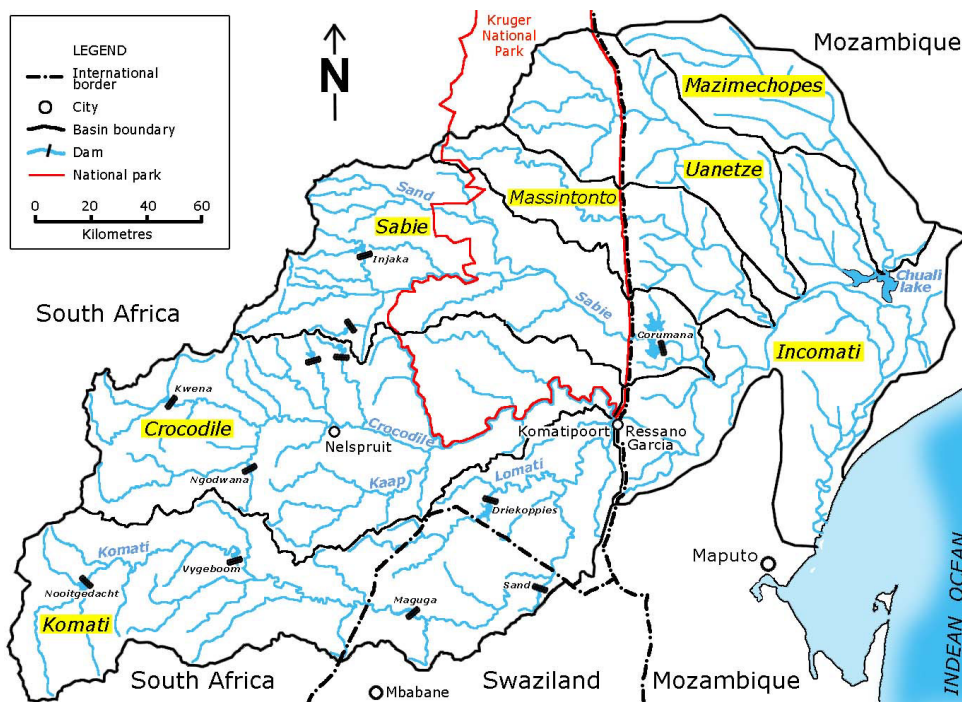 LEGEND
International
border
City
Basin boundary
Dam
National park
0 20 40 60
Kilometres
N
Kruger
National
Park
Mozambique
Mazimechopes
Uanetze
Massintonto
Sand
Sabie
Injaka
Chuali
lake
South Africa
Sabie
Corumana
Incomati
Kwena
Crocodile
Nelspruit
Crocodile
Komatipoort
Ressano
Garcia
Ngodwana
Kaap
Lomati
Driekoppies
Komati
Vygeboom
Nooitgedacht
Maputo
Sand
Maguga
Komati
South Africa
Mbabane
Swaziland
Mozambique
INDEAN OCEAN